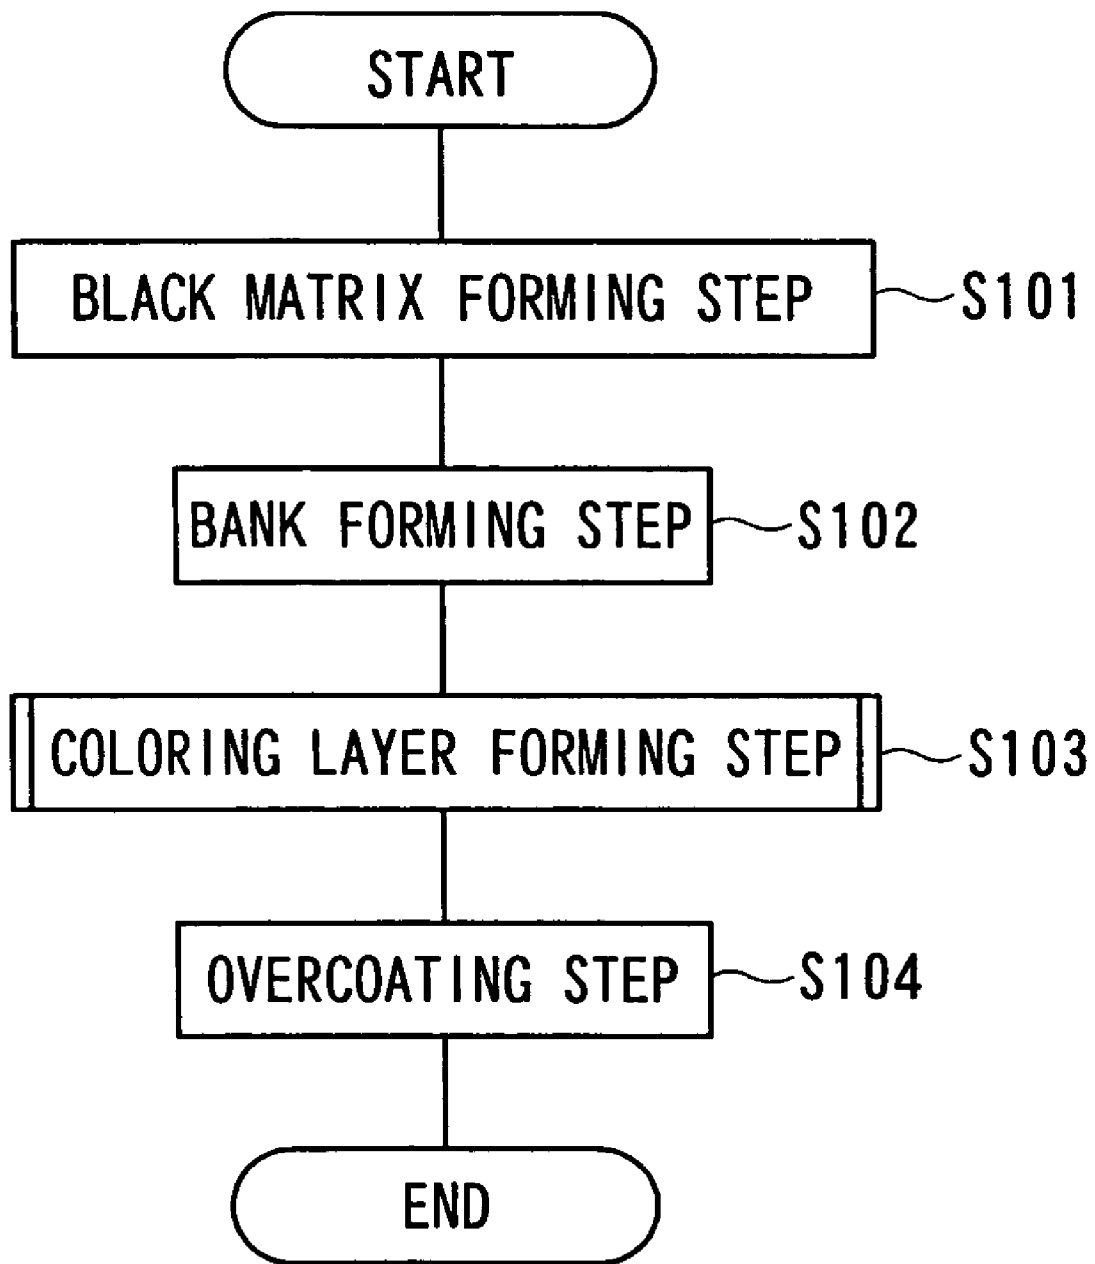 START
BLACK MATRIX FORMING STEP S101
BANK FORMING STEP S102
COLORING LAYER FORMING STEP S103
OVERCOATING STEP S104
END